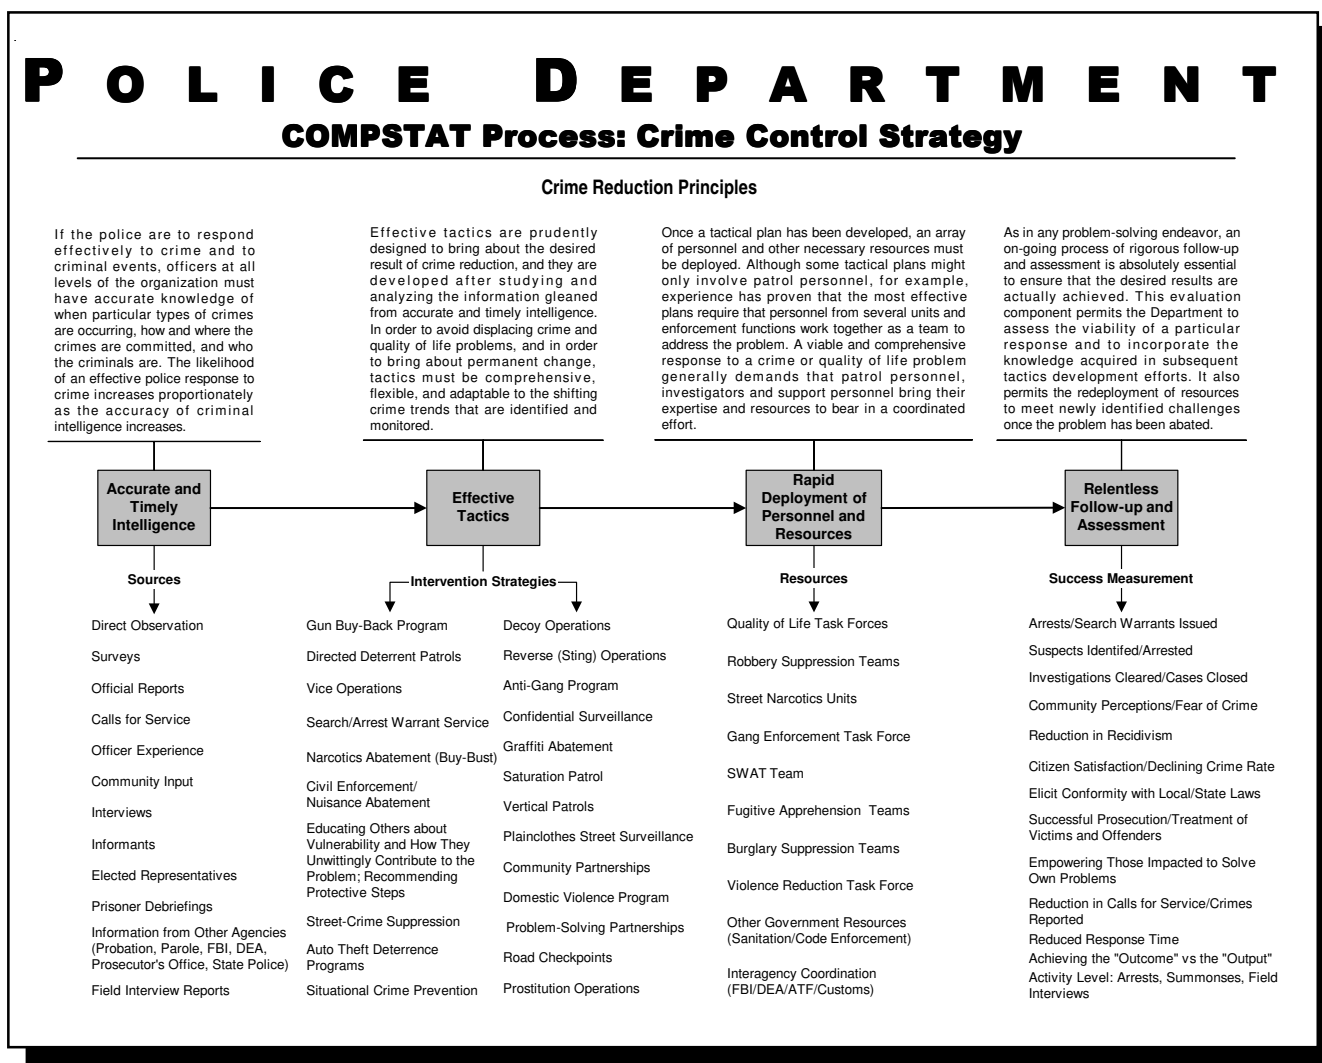 POLICE DEPARTMENT
COMPSTAT Process: Crime Control Strategy
Crime Reduction Principles
If the police are to respond
effectively to crime and to
criminal events, officers at all
levels of the organization must
have accurate knowledge of
when particular types of crimes
are occurring, how and where the
crimes are committed, and who
the criminals are. The likelihood
of an effective police response to
crime increases proportionately
as the accuracy of criminal
intelligence increases.
Effective tactics are prudently
designed to bring about the desired
result of crime reduction, and they are
developed after studying and
analyzing the information gleaned
from accurate and timely intelligence.
In order to avoid displacing crime and
quality of life problems, and in order
to bring about permanent change,
tactics must be comprehensive,
flexible, and adaptable to the shifting
crime trends that are identified and
monitored.
Once a tactical plan has been developed, an array
of personnel and other necessary resources must
be deployed. Although some tactical plans might
only involve patrol personnel, for example,
experience has proven that the most effective
plans require that personnel from several units and
enforcement functions work together as a team to
address the problem. A viable and comprehensive
response to a crime or quality of life problem
generally demands that patrol personnel,
investigators and support personnel bring their
expertise and resources to bear in a coordinated
effort.
As in any problem-solving endeavor, an
on-going process of rigorous follow-up
and assessment is absolutely essential
to ensure that the desired results are
actually achieved. This evaluation
component permits the Department to
assess the viability of a particular
response and to incorporate the
knowledge acquired in subsequent
tactics development efforts. It also
permits the redeployment of resources
to meet newly identified challenges
once the problem has been abated.
Accurate and
Timely
Intelligence
Effective
Tactics
Rapid
Deployment of
Personnel and
Resources
Relentless
Follow-up and
Assessment
Sources
Direct Observation
Surveys
Official Reports
Calls for Service
Officer Experience
Community Input
Interviews
Informants
Elected Representatives
Prisoner Debriefings
Information from Other Agencies
(Probation, Parole, FBI, DEA,
Prosecutor's Office, State Police)
Field Interview Reports
Intervention Strategies
Gun Buy-Back Program
Directed Deterrent Patrols
Vice Operations
Search/Arrest Warrant Service
Narcotics Abatement (Buy-Bust)
Civil Enforcement/
Nuisance Abatement
Educating Others about
Vulnerability and How They
Unwittingly Contribute to the
Problem; Recommending
Protective Steps
Street-Crime Suppression
Auto Theft Deterrence
Programs
Situational Crime Prevention
Decoy Operations
Reverse (Sting) Operations
Anti-Gang Program
Confidential Surveillance
Graffiti Abatement
Saturation Patrol
Vertical Patrols
Plainclothes Street Surveillance
Community Partnerships
Domestic Violence Program
Problem-Solving Partnerships
Road Checkpoints
Prostitution Operations
Resources
Quality of Life Task Forces
Robbery Suppression Teams
Street Narcotics Units
Gang Enforcement Task Force
SWAT Team
Fugitive Apprehension Teams
Burglary Suppression Teams
Violence Reduction Task Force
Other Government Resources
(Sanitation/Code Enforcement)
Interagency Coordination
(FBI/DEA/ATF/Customs)
Success Measurement
Arrests/Search Warrants Issued
Suspects Identifed/Arrested
Investigations Cleared/Cases Closed
Community Perceptions/Fear of Crime
Reduction in Recidivism
Citizen Satisfaction/Declining Crime Rate
Elicit Conformity with Local/State Laws
Successful Prosecution/Treatment of
Victims and Offenders
Empowering Those Impacted to Solve
Own Problems
Reduction in Calls for Service/Crimes
Reported
Reduced Response Time
Achieving the "Outcome" vs the "Output"
Activity Level: Arrests, Summonses, Field
Interviews